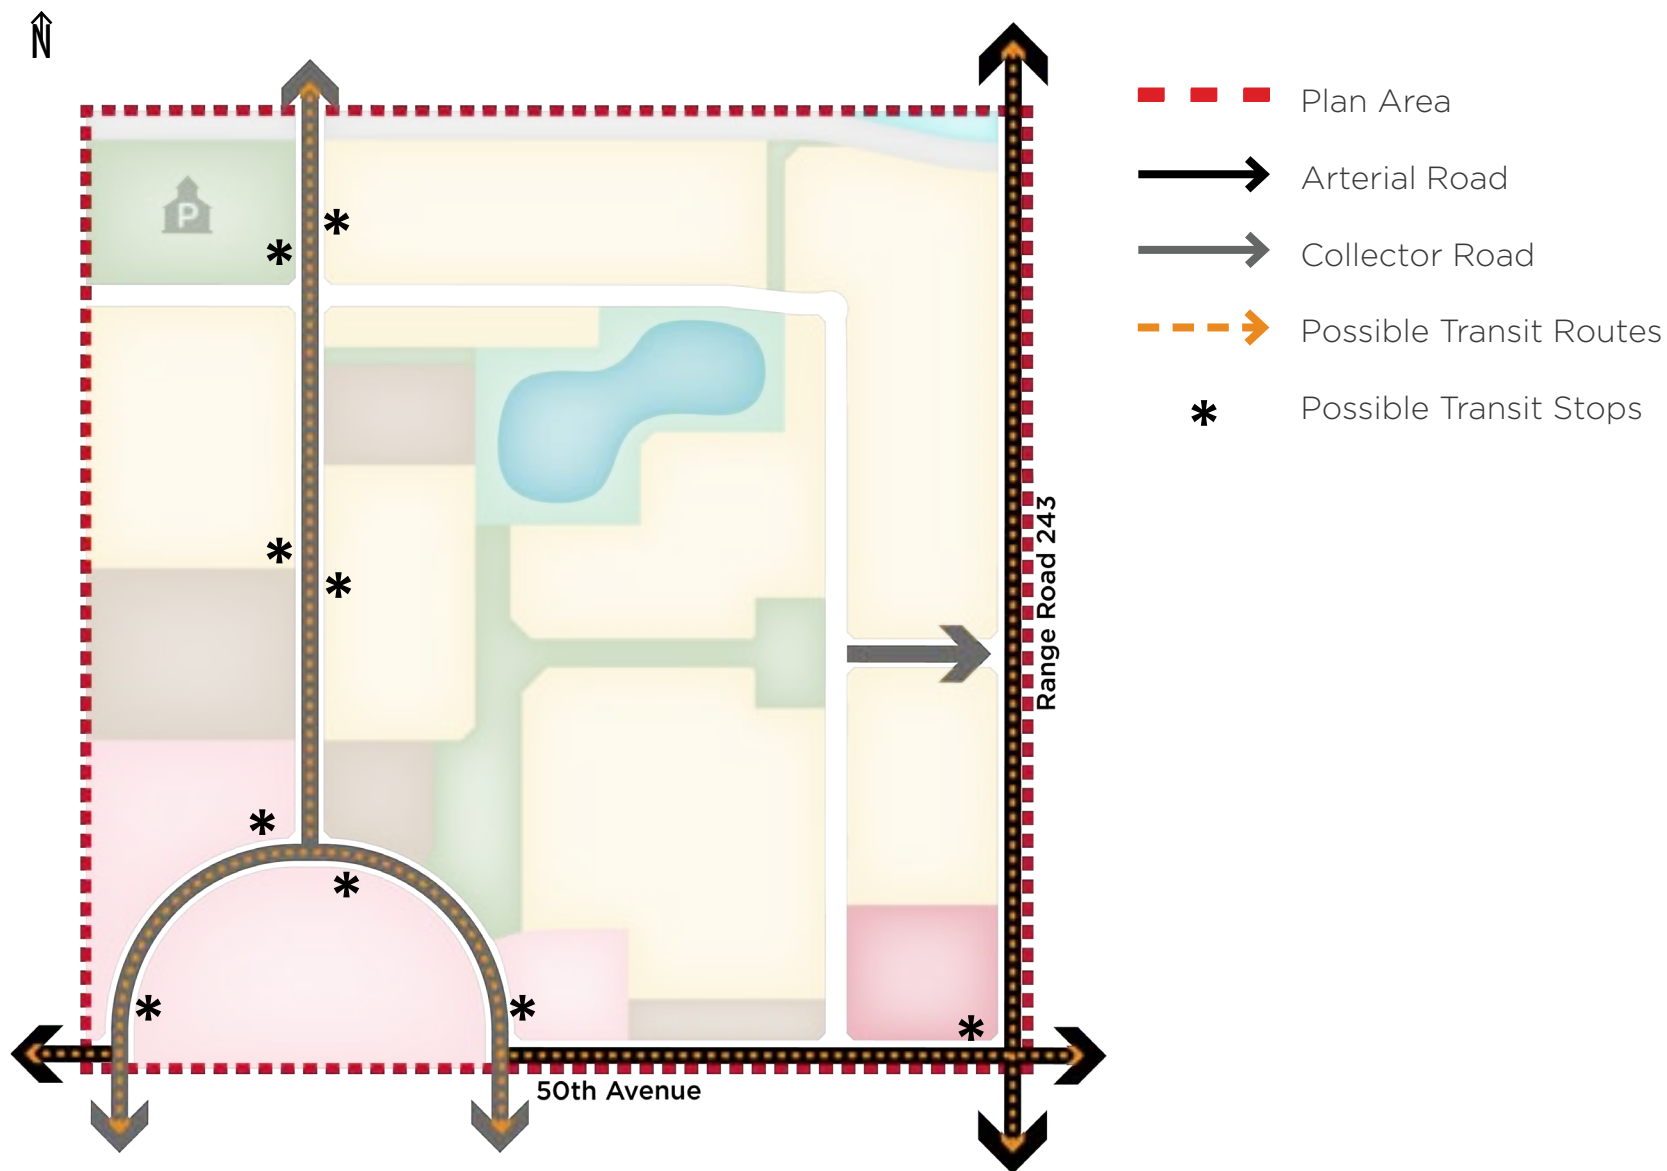 N
P
Plan Area
Arterial Road
Collector Road
Possible Transit Routes
* Possible Transit Stops
Range Road 243
50th Avenue